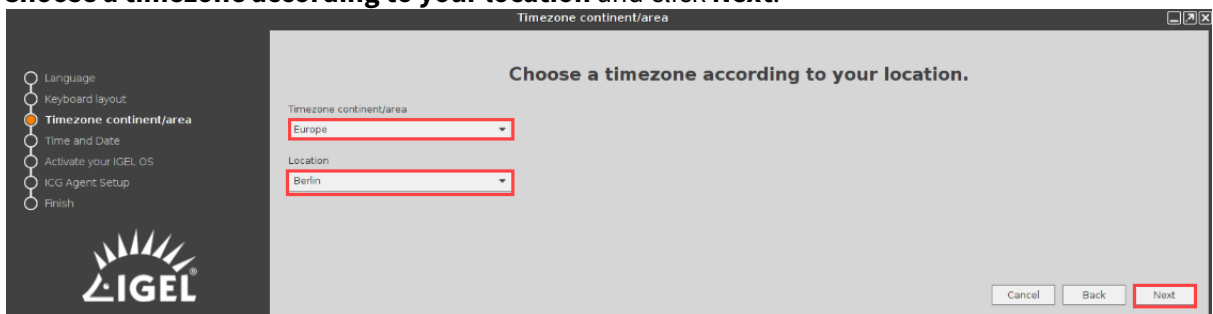 Choose a timezone according to your location and click Next.
Timezone continent/area
Language
Keyboard layout
Timezone continent/area
Time and Date
Activate your IGEL OS
ICG Agent Setup
Finish
IGEL®
Choose a timezone according to your location.
Timezone continent/area
Europe
Location
Berlin
Cancel
Back
Next